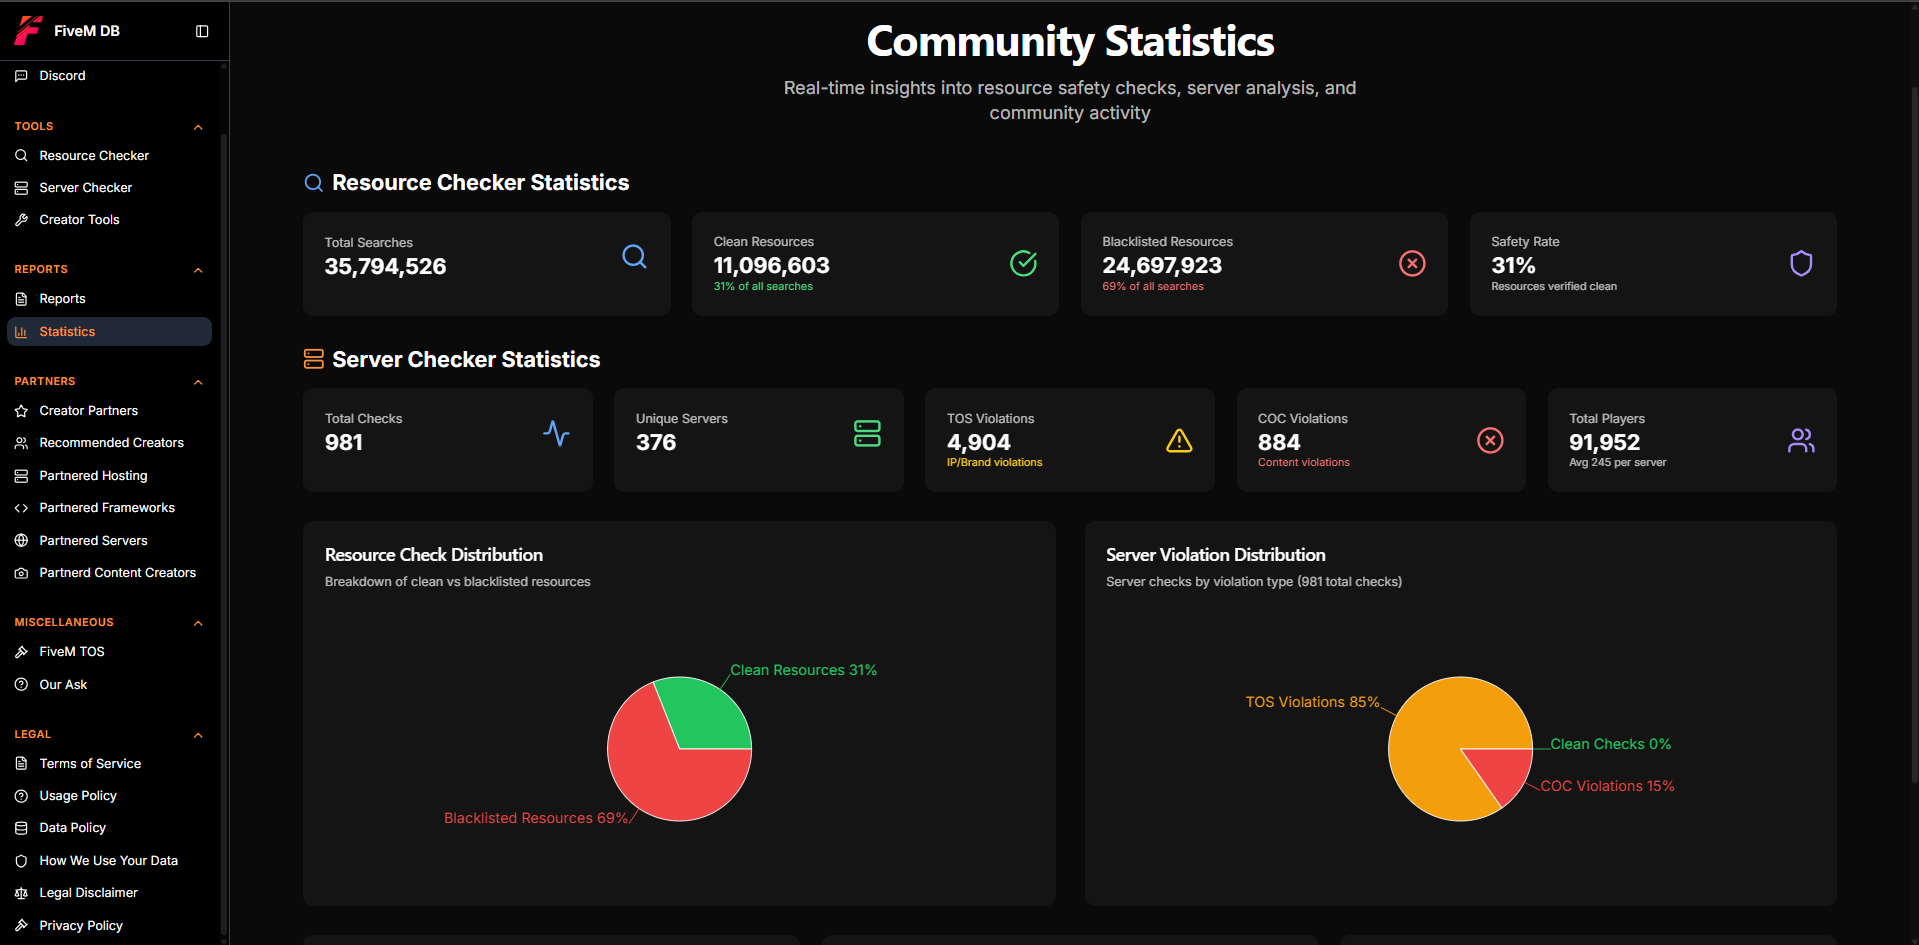 FiveM DB
Discord
TOOLS
Resource Checker
Server Checker
Creator Tools
REPORTS
Reports
Statistics
PARTNERS
Creator Partners
Recommended Creators
Partnered Hosting
Partnered Frameworks
Partnered Servers
Partnerd Content Creators
MISCELLANEOUS
FiveM TOS
Our Ask
LEGAL
Terms of Service
Usage Policy
Data Policy
How We Use Your Data
Legal Disclaimer
Privacy Policy
Community Statistics
Real-time insights into resource safety checks, server analysis, and
community activity
Resource Checker Statistics
Total Searches
35,794,526
Clean Resources
11,096,603
31% of all searches
Blacklisted Resources
24,697,923
69% of all searches
Safety Rate
31%
Resources verified clean
Server Checker Statistics
Total Checks
981
Unique Servers
376
TOS Violations
4,904
IP/Brand violations
COC Violations
884
Content violations
Total Players
91,952
Avg 245 per server
Resource Check Distribution
Breakdown of clean vs blacklisted resources
Clean Resources 31%
Blacklisted Resources 69%
Server Violation Distribution
Server checks by violation type (981 total checks)
TOS Violations 85%
Clean Checks 0%
COC Violations 15%